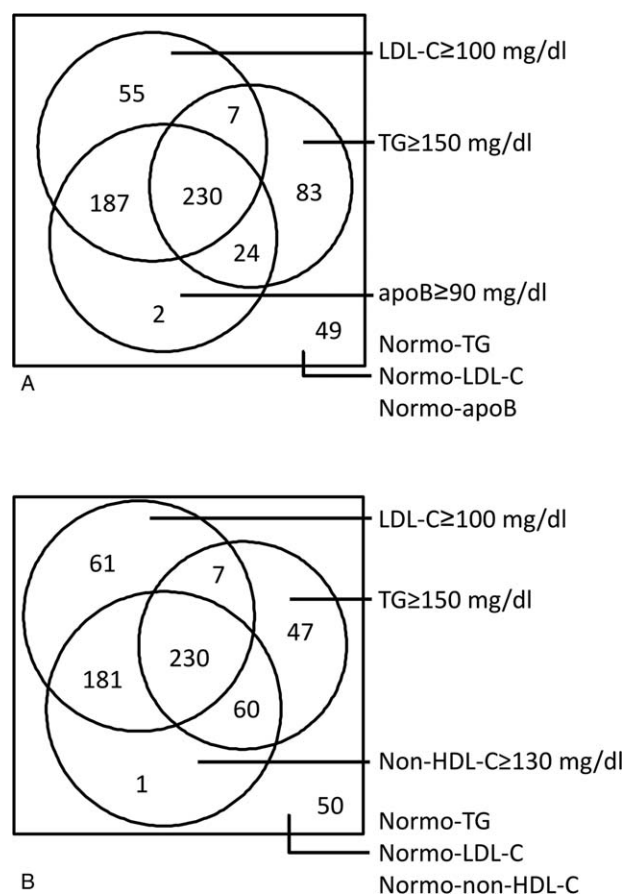 LDL-C≥100 mg/dl
55
7
TG≥150 mg/dl
187
230
83
24
apoB≥90 mg/dl
2
49
Normo-TG
Normo-LDL-C
Normo-apoB
A
LDL-C≥100 mg/dl
61
7
TG≥150 mg/dl
47
181
230
60
Non-HDL-C≥130 mg/dl
1
50
Normo-TG
Normo-LDL-C
Normo-non-HDL-C
B